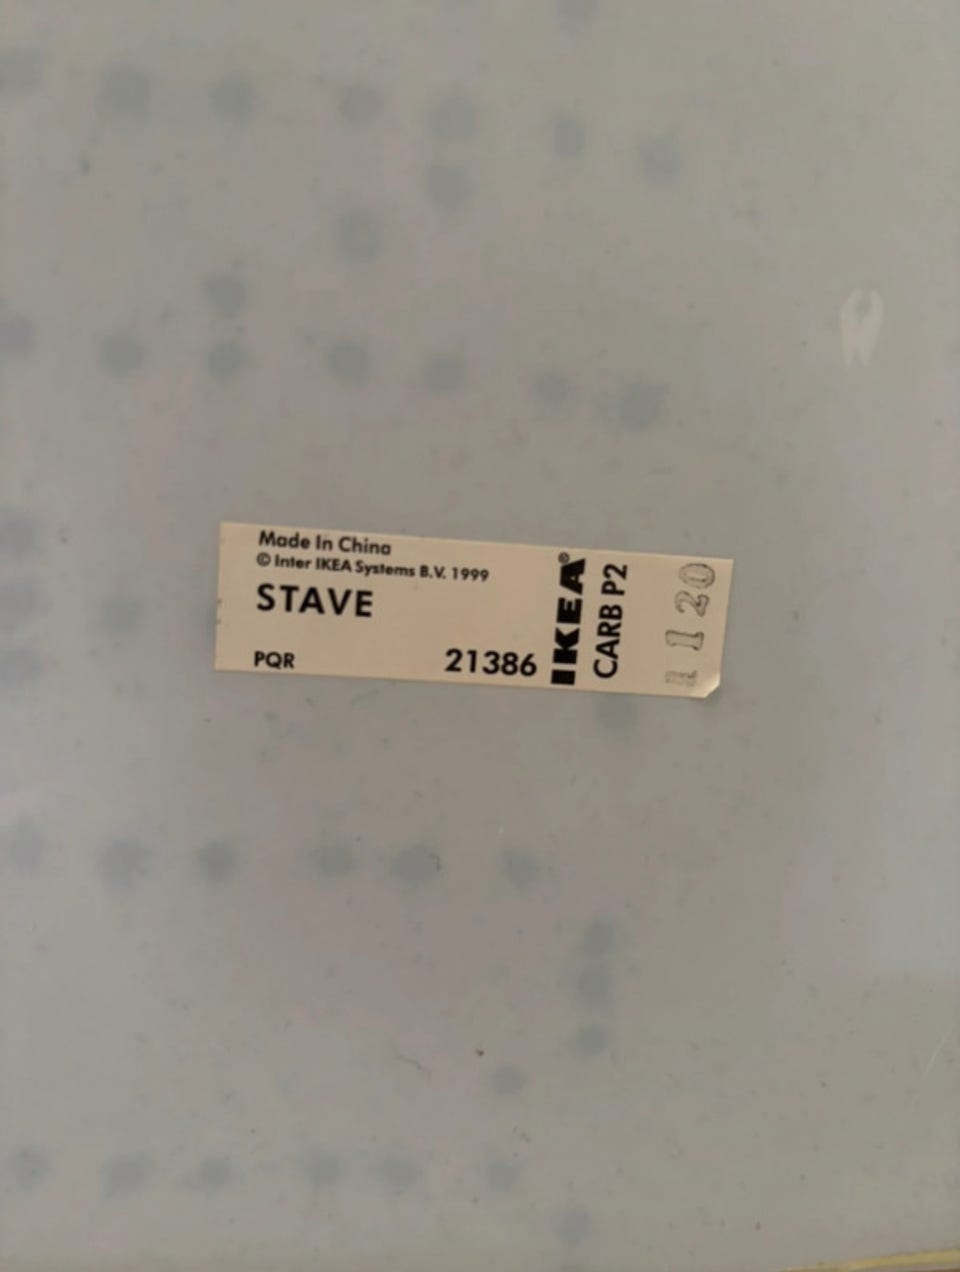 Made In China
© Inter IKEA Systems B.V. 1999
STAVE
PQR 21386
IKEA®
CARB P2
1120